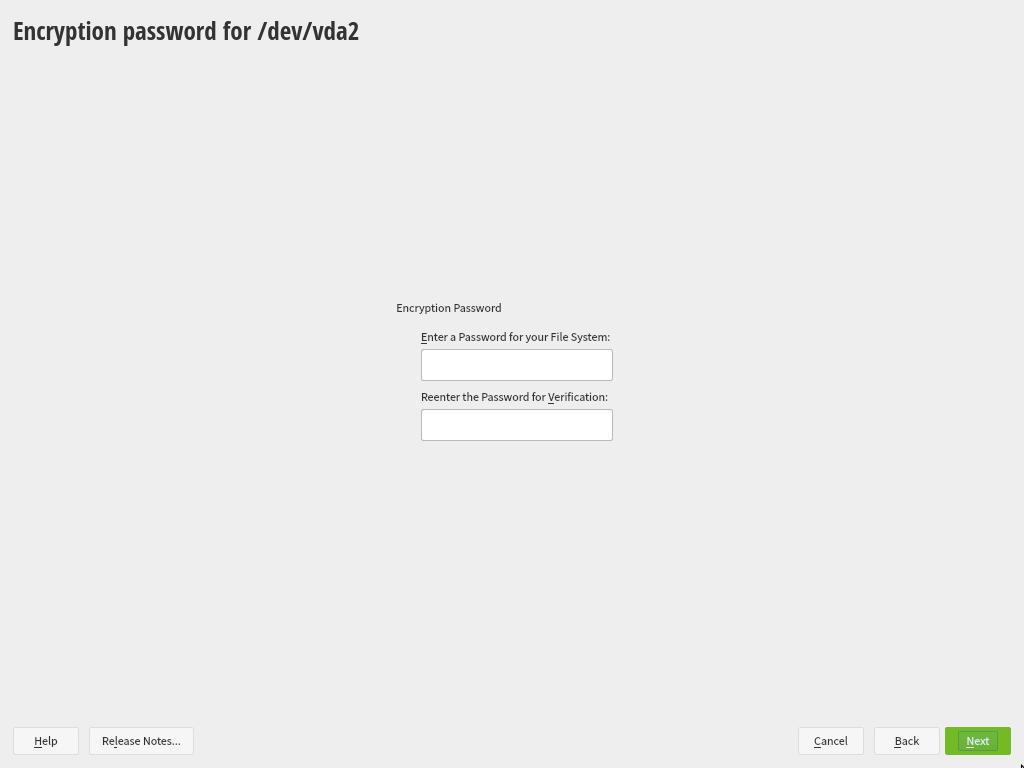 Encryption password for /dev/vda2
Encryption Password
Enter a Password for your File System:
Reenter the Password for Verification:
Help
Release Notes...
Cancel
Back
Next